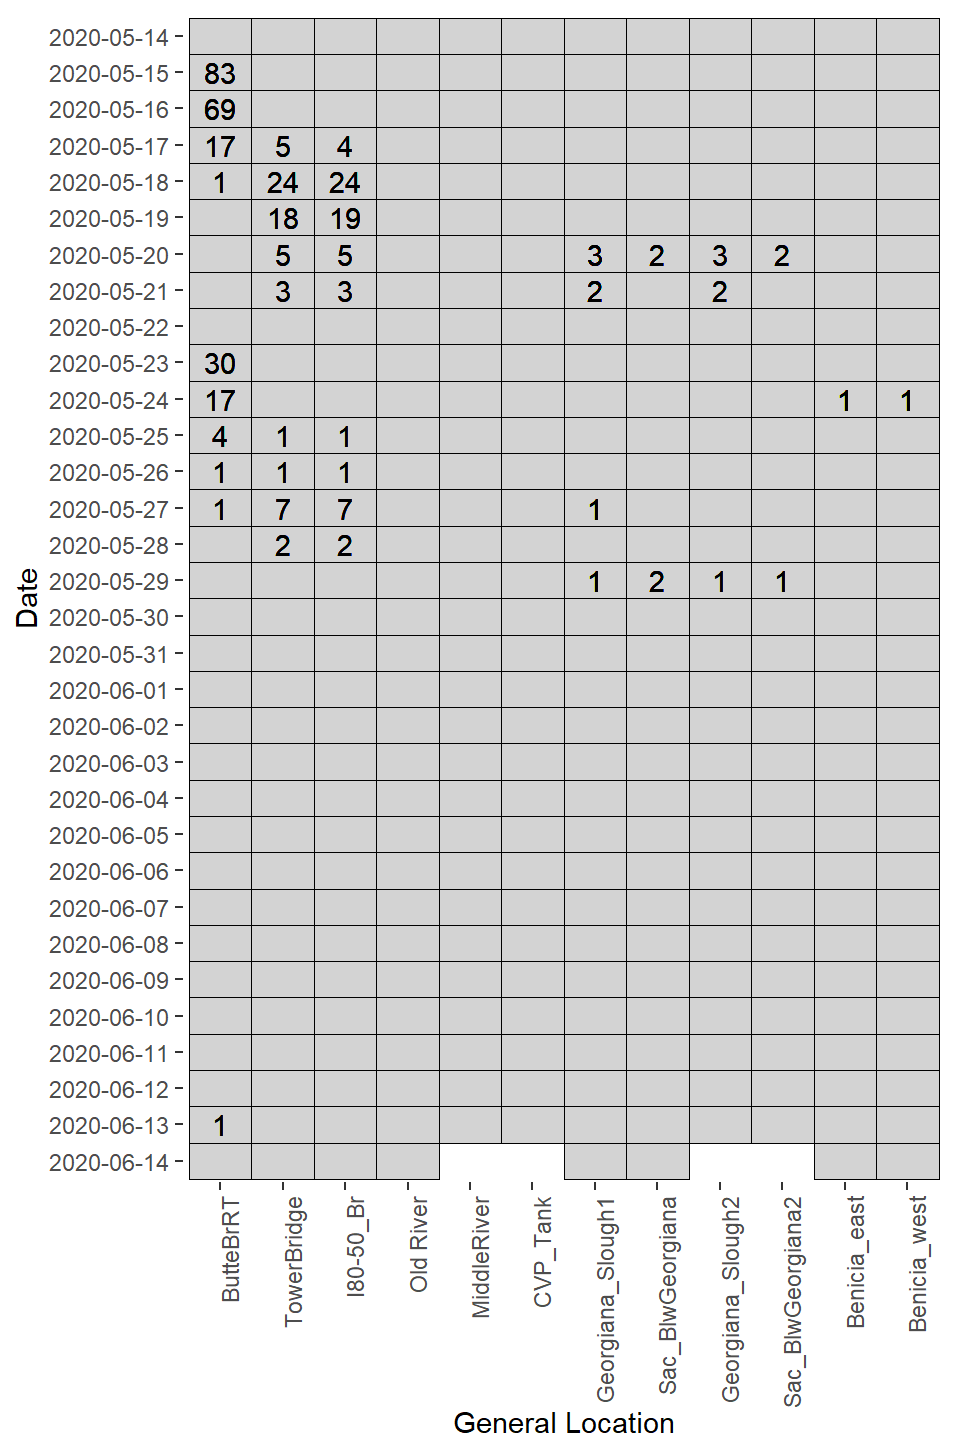 2020-05-14
2020-05-15 83
2020-05-16 69
2020-05-17 17 5 4
2020-05-18 1 24 24
2020-05-19 18 19
2020-05-20 5 5 3 2 3 2
2020-05-21 3 3 2 2
2020-05-22
2020-05-23 30
2020-05-24 17 1 1
2020-05-25 4 1 1
2020-05-26 1 1 1
2020-05-27 1 7 7 1
2020-05-28 2 2
2020-05-29 1 2 1 1
2020-05-30
2020-05-31
2020-06-01
2020-06-02
2020-06-03
2020-06-04
2020-06-05
2020-06-06
2020-06-07
2020-06-08
2020-06-09
2020-06-10
2020-06-11
2020-06-12
2020-06-13 1
2020-06-14
Date
ButteBrRT
TowerBridge
I80-50_Br
Old River
MiddleRiver
CVP_Tank
Georgiana_Slough1
Sac_BlwGeorgiana
Georgiana_Slough2
Sac_BlwGeorgiana2
Benicia_east
Benicia_west
General Location